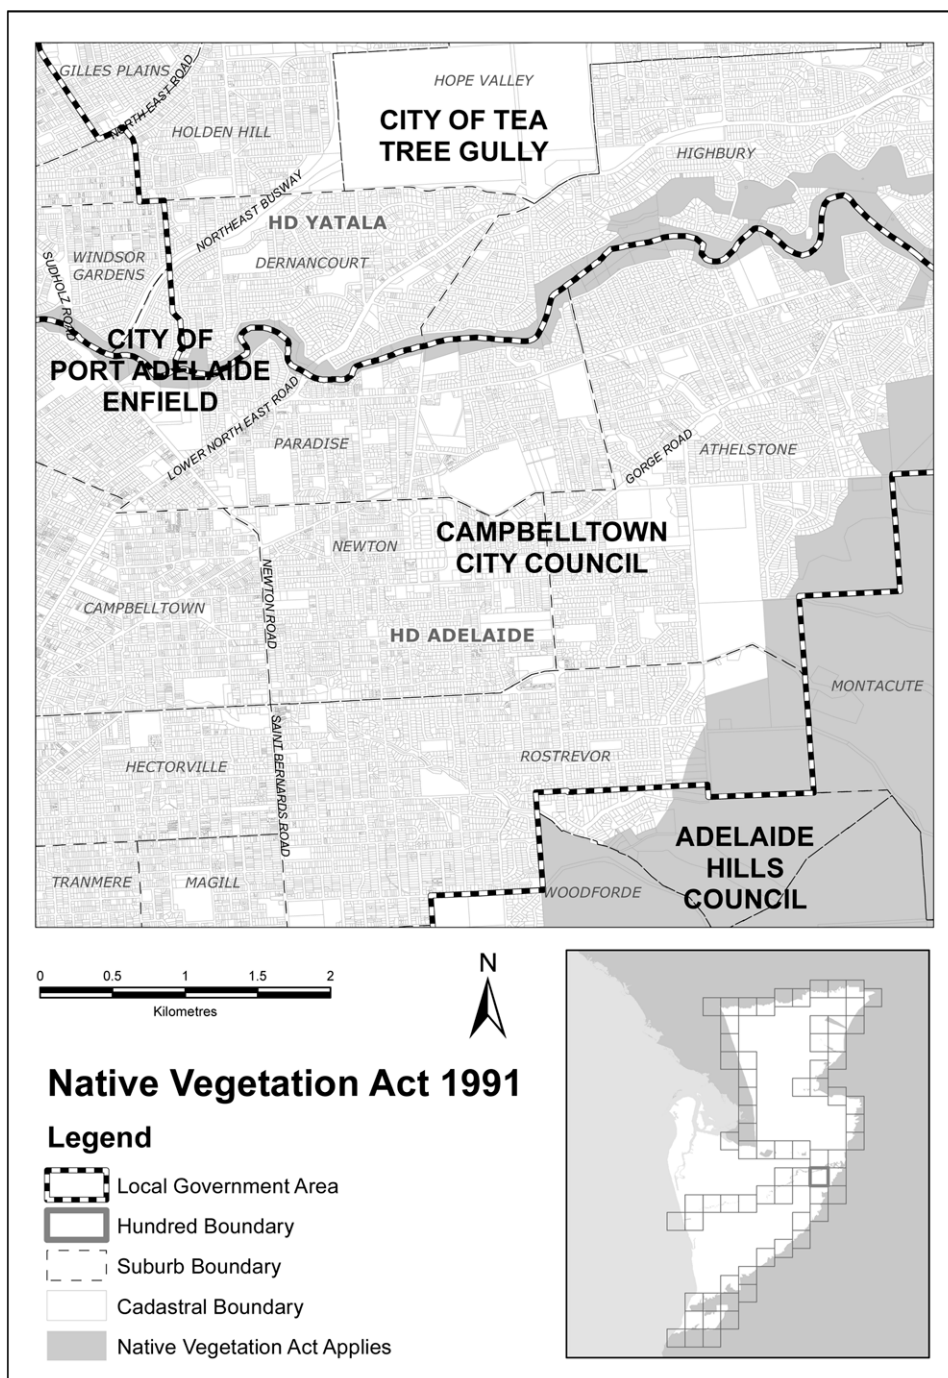 GILLES PLAINS
NORTH EAST ROAD
HOPE VALLEY
HOLDEN HILL
CITY OF TEA
TREE GULLY
HIGHBURY
NORTHEAST BUSWAY
HD YATALA
WINDSOR
GARDENS
DERNANCOURT
SUDHOLZ ROAD
CITY OF
PORT ADELAIDE
ENFIELD
LOWER NORTH EAST ROAD
PARADISE
GORGE ROAD
ATHELSTONE
NEWTON
CAMPBELLTOWN
CITY COUNCIL
NEWTON ROAD
CAMPBELLTOWN
HD ADELAIDE
MONTACUTE
SAINT BERNARDS ROAD
ROSTREVOR
HECTORVILLE
ADELAIDE
HILLS
COUNCIL
TRANMERE
MAGILL
WOODFORDE
0 0.5 1 1.5 2
Kilometres
N
Native Vegetation Act 1991
Legend
Local Government Area
Hundred Boundary
Suburb Boundary
Cadastral Boundary
Native Vegetation Act Applies